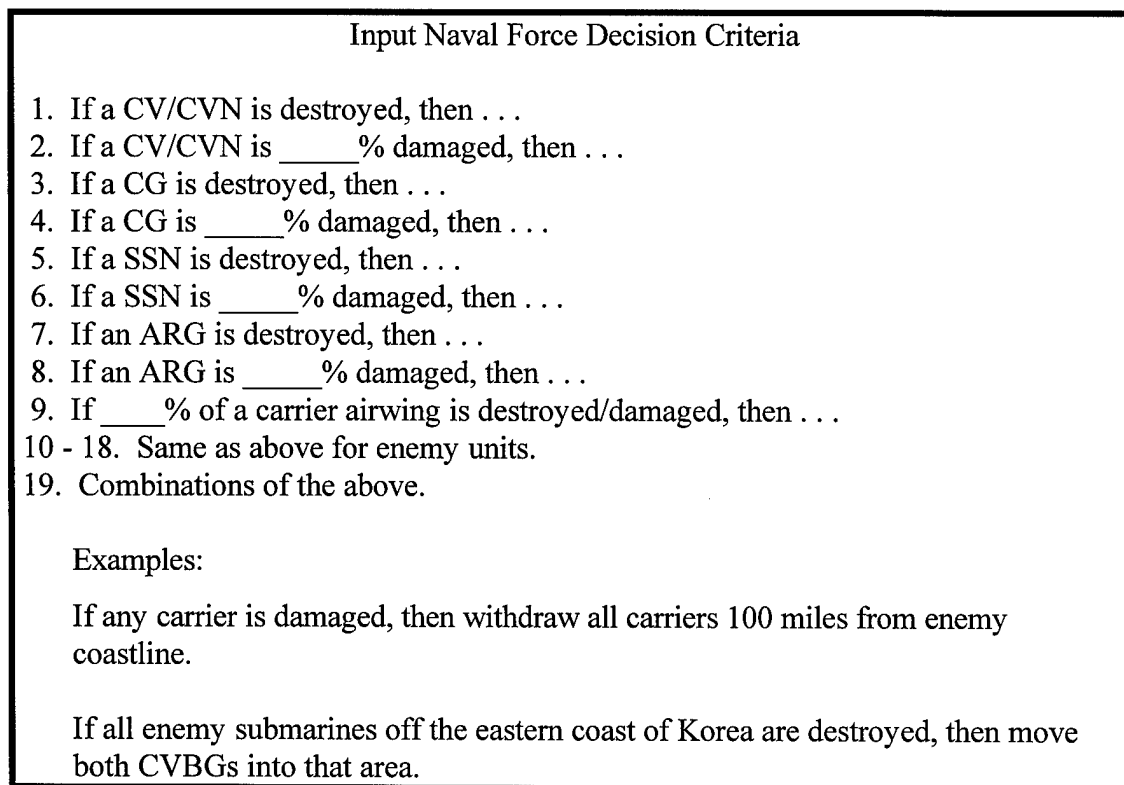 Input Naval Force Decision Criteria
1. If a CV/CVN is destroyed, then . . .
2. If a CV/CVN is _____% damaged, then . . .
3. If a CG is destroyed, then . . .
4. If a CG is _____% damaged, then . . .
5. If a SSN is destroyed, then . . .
6. If a SSN is _____% damaged, then . . .
7. If an ARG is destroyed, then . . .
8. If an ARG is _____% damaged, then . . .
9. If ____% of a carrier airwing is destroyed/damaged, then . . .
10 - 18. Same as above for enemy units.
19. Combinations of the above.
Examples:
If any carrier is damaged, then withdraw all carriers 100 miles from enemy
coastline.
If all enemy submarines off the eastern coast of Korea are destroyed, then move
both CVBGs into that area.